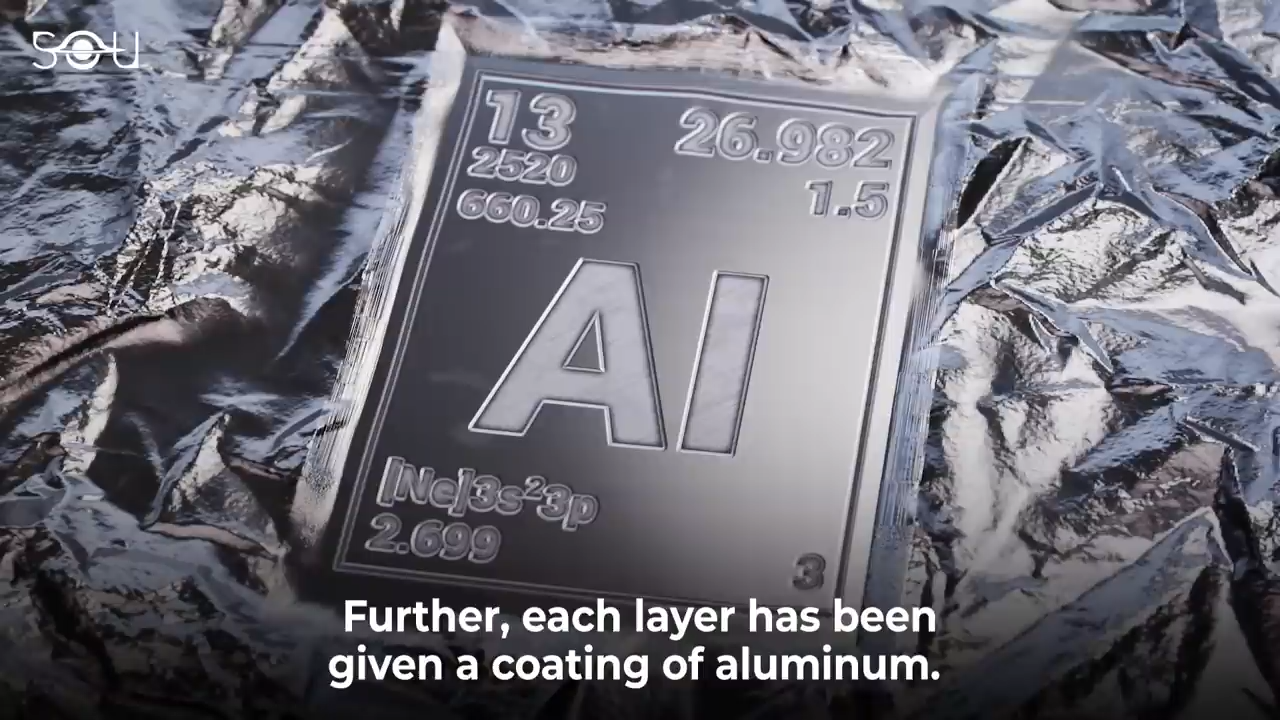 SOU
13
26.982
2520
1.5
660.25
Al
[Ne]3s²3p
2.699
3
Further, each layer has been
given a coating of aluminum.